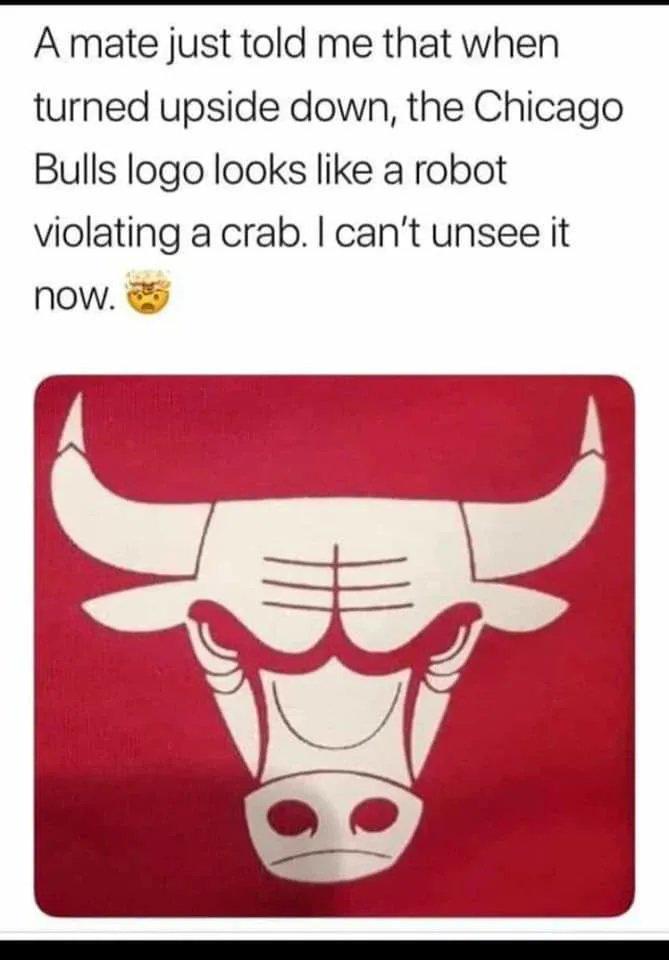 A mate just told me that when
turned upside down, the Chicago
Bulls logo looks like a robot
violating a crab. I can't unsee it
now. 🤯